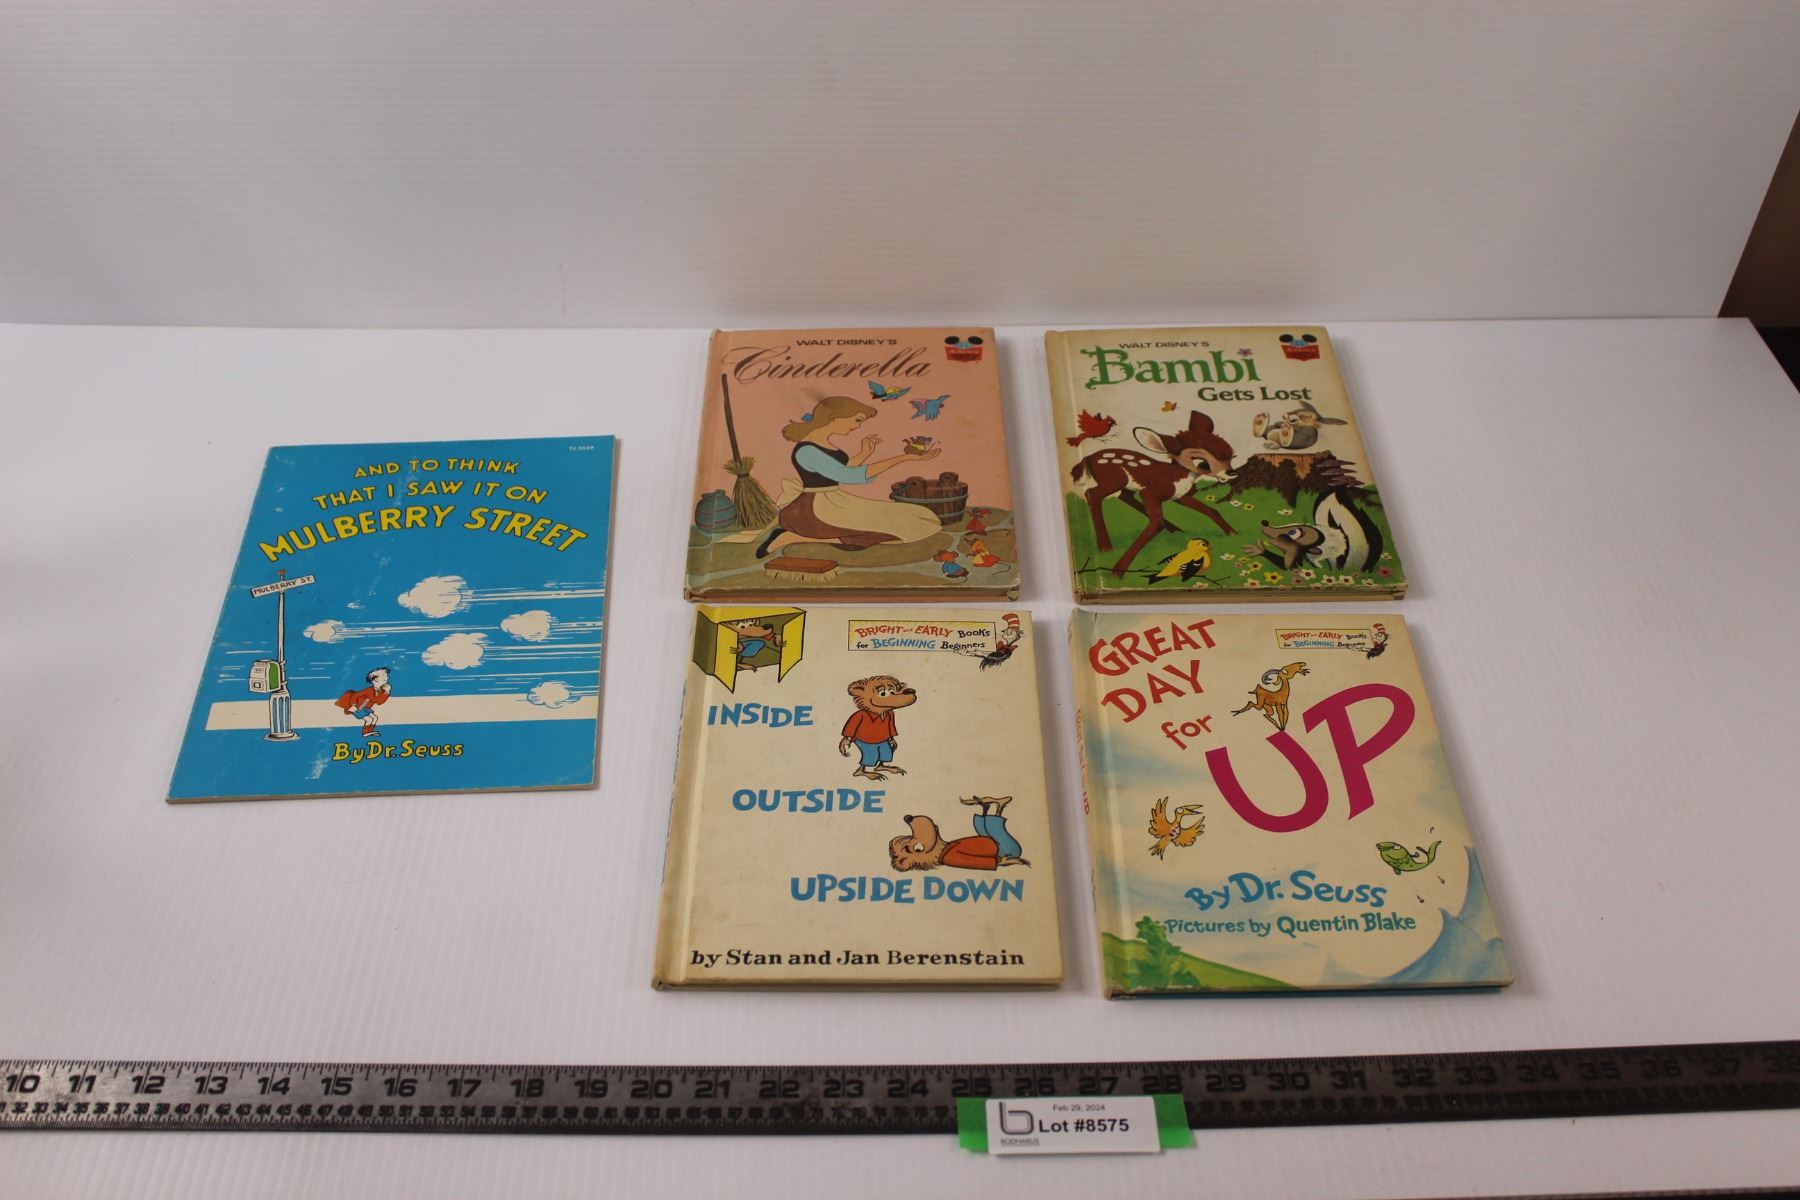 TJ 3559
AND TO THINK
THAT I SAW IT ON
MULBERRY STREET
MULBERRY ST.
By Dr. Seuss
WALT DISNEY'S
Cinderella
WALT DISNEY'S
Bambi
Gets Lost
BRIGHT and EARLY Books
for BEGINNING Beginners
INSIDE
OUTSIDE
UPSIDE DOWN
by Stan and Jan Berenstain
BRIGHT and EARLY Books
for BEGINNING Beginners
GREAT
DAY
for
UP
By Dr. Seuss
Pictures by Quentin Blake
10 11 12 13 14 15 16 17 18 19 20 21 22 23 24 25 26 27 28 29 30 31 32 33 34 35 36 37 38
Feb 29, 2024
Lot #8575
BODNARUS